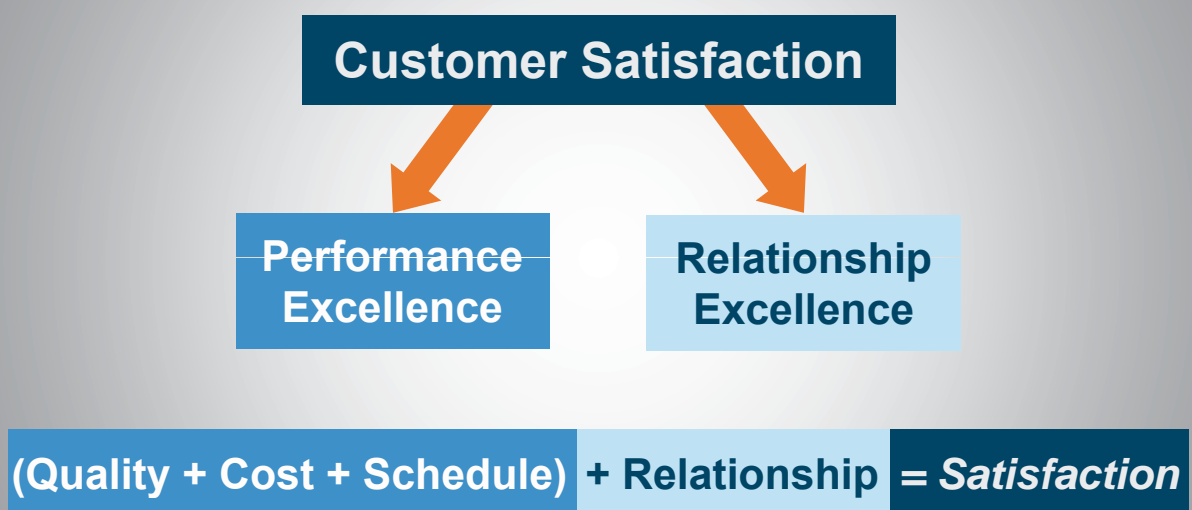 Customer Satisfaction
Performance
Excellence
Relationship
Excellence
(Quality + Cost + Schedule) + Relationship = Satisfaction